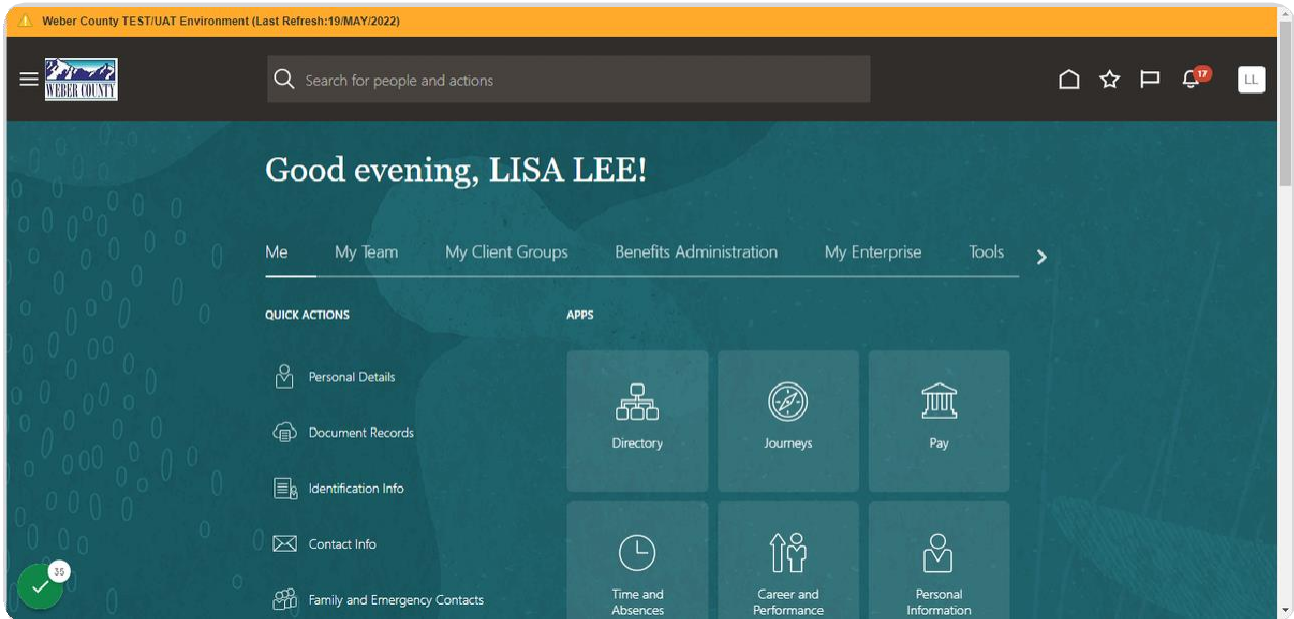 Weber County TEST/UAT Environment (Last Refresh:19/MAY/2022)
WEBER COUNTY
Search for people and actions
17
LL
Good evening, LISA LEE!
Me My Team My Client Groups Benefits Administration My Enterprise Tools
QUICK ACTIONS
Personal Details
Document Records
Identification Info
Contact Info
Family and Emergency Contacts
APPS
Directory
Journeys
Pay
Time and
Absences
Career and
Performance
Personal
Information
35